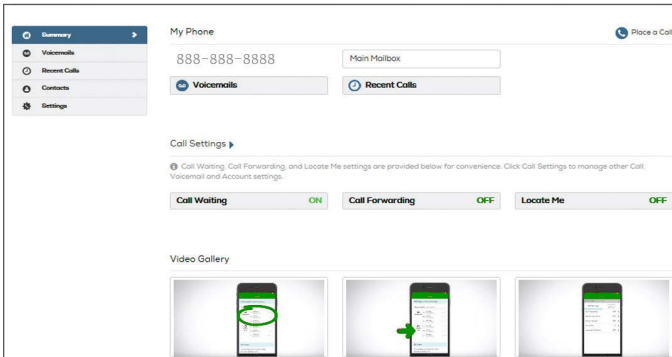 Summary
Voicemails
Recent Calls
Contacts
Settings
My Phone
Place a Call
888-888-8888
Main Mailbox
Voicemails
Recent Calls
Call Settings
Call Waiting, Call Forwarding, and Locate Me settings are provided below for convenience. Click Call Settings to manage other Call,
Voicemail and Account settings.
Call Waiting ON
Call Forwarding OFF
Locate Me OFF
Video Gallery